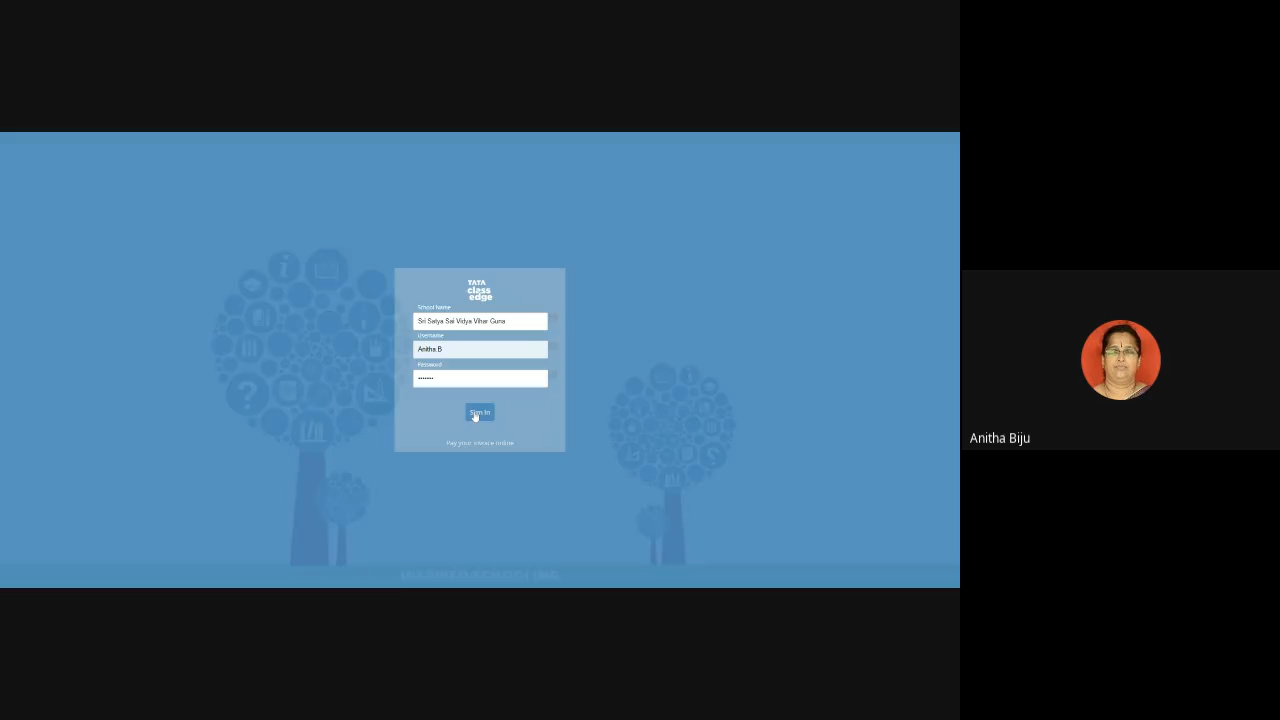 TATA
class
edge
School Name
Sri Satya Sai Vidya Vihar Guna
Username
Anitha.B
Password
•••••••
Sign In
Pay your invoice online
Anitha Biju